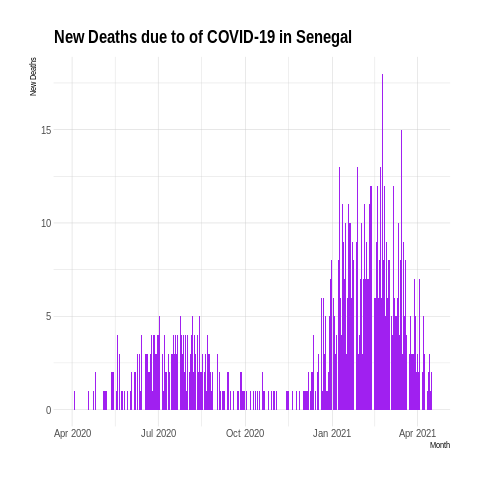 New Deaths due to of COVID-19 in Senegal
New Deaths
15
10
5
0
Apr 2020 Jul 2020 Oct 2020 Jan 2021 Apr 2021
Month